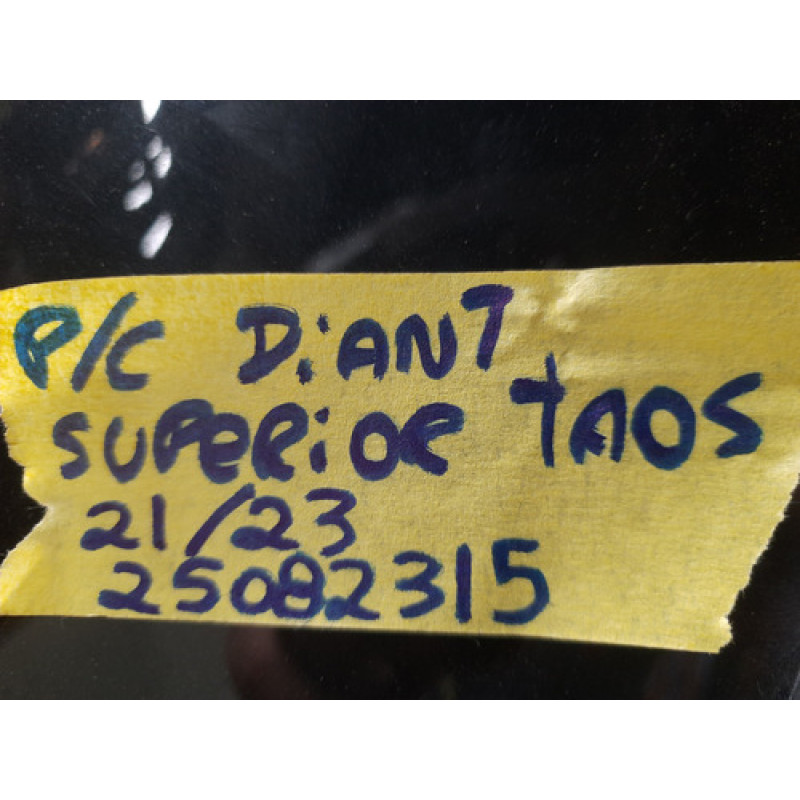 P/C DiANT
SUPERiOR TAOS
21/23
25082315